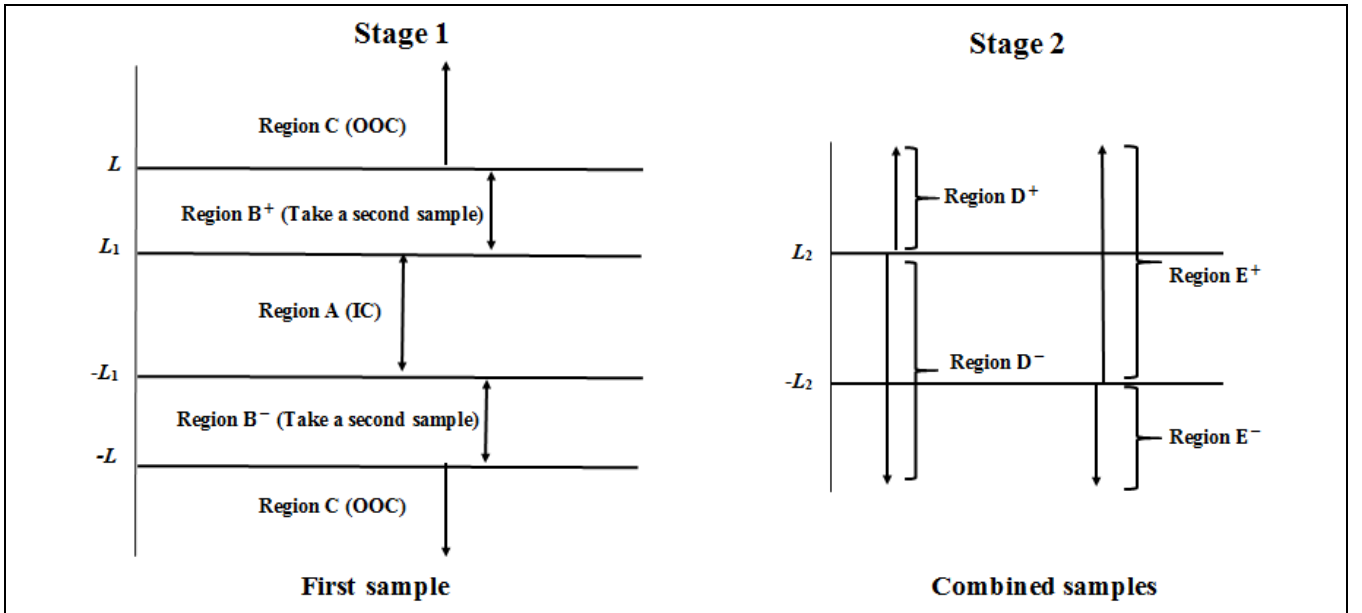 Stage 1
Region C (OOC)
L
Region B⁺ (Take a second sample)
L₁
Region A (IC)
-L₁
Region B⁻ (Take a second sample)
-L
Region C (OOC)
First sample
Stage 2
Region D⁺
L₂
Region E⁺
Region D⁻
-L₂
Region E⁻
Combined samples